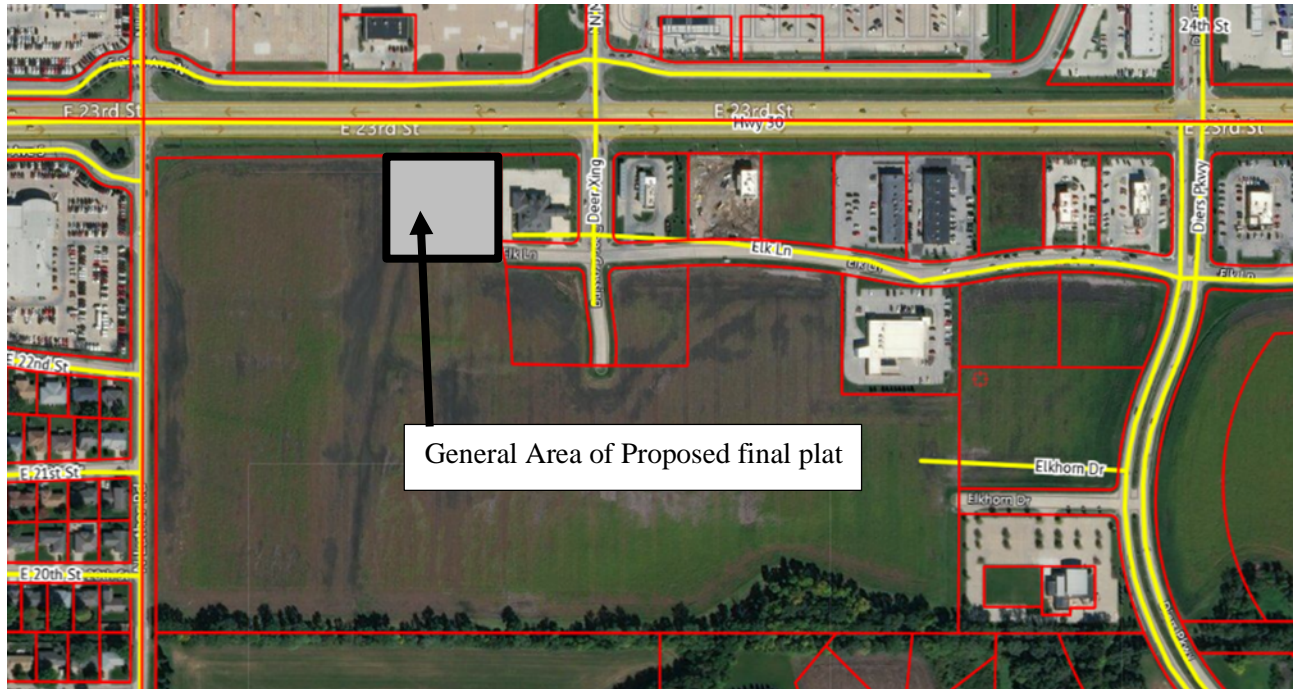 24th St
E 23rd St
E 23rd St
Hwy 30
E 23rd St
E 23rd St
Deer Xing
Diers Pkwy
Elk Ln
Elk Ln
Elk Ln
Elk Ln
E 22nd St
General Area of Proposed final plat
E 21st St
Elkhorn Dr
Elkhorn Dr
E 20th St